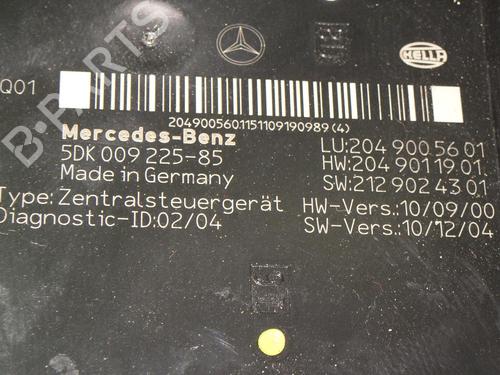 HELLA
Q01
2049005601151109190989(4)
Mercedes-Benz
LU:204 900 56 01
5DK 009 225-85
HW:204 901 19 01.
Made in Germany
SW:212 902 43 01
Type: Zentralsteuergerät
HW-Vers.: 10/09/00
Diagnostic-ID:02/04
SW-Vers.: 10/12/04
B-PARTS